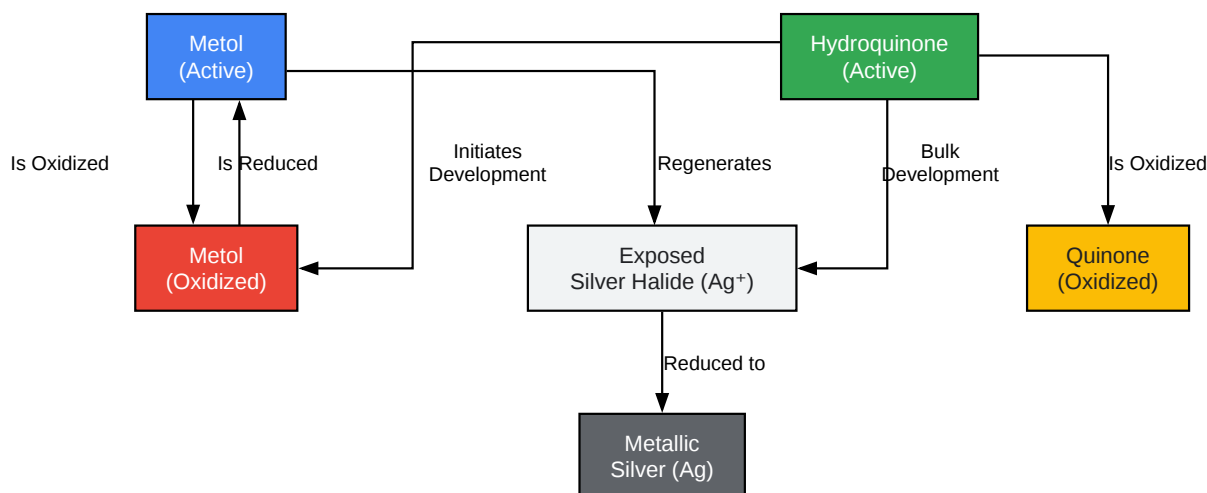 Metol
(Active)
Hydroquinone
(Active)
Is Oxidized
Is Reduced
Initiates
Development
Regenerates
Bulk
Development
Is Oxidized
Metol
(Oxidized)
Exposed
Silver Halide (Ag⁺)
Quinone
(Oxidized)
Reduced to
Metallic
Silver (Ag)